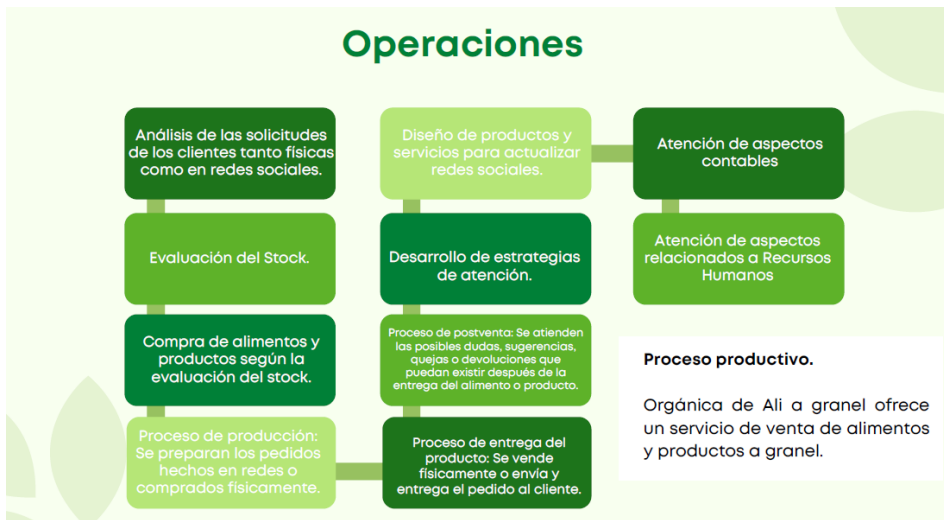 Operaciones
Análisis de las solicitudes
de los clientes tanto físicas
como en redes sociales.
Evaluación del Stock.
Compra de alimentos y
productos según la
evaluación del stock.
Proceso de producción:
Se preparan los pedidos
hechos en redes o
comprados físicamente.
Proceso de entrega del
producto: Se vende
físicamente o envía y
entrega el pedido al cliente.
Proceso de postventa: Se atienden
las posibles dudas, sugerencias,
quejas o devoluciones que
puedan existir después de la
entrega del alimento o producto.
Desarrollo de estrategias
de atención.
Diseño de productos y
servicios para actualizar
redes sociales.
Atención de aspectos
contables
Atención de aspectos
relacionados a Recursos
Humanos
Proceso productivo.
Orgánica de Ali a granel ofrece
un servicio de venta de alimentos
y productos a granel.